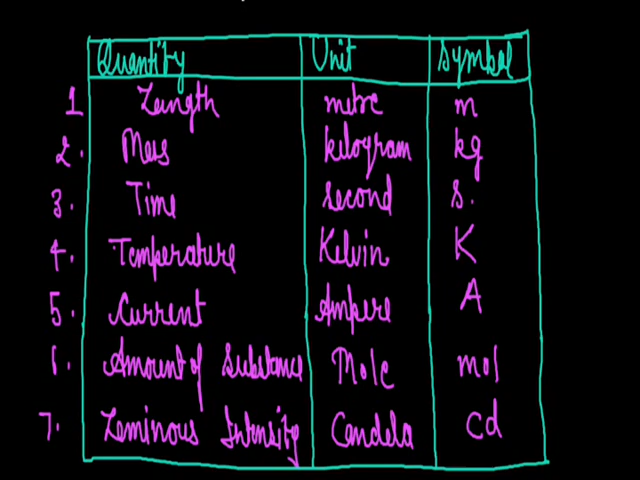 Quantity Unit Symbol
1 Length metre m
2. Mass kilogram kg
3. Time second s.
4. Temperature Kelvin K
5. Current Ampere A
6. Amount of Substance Mole mol
7. Luminous Intensity Candela cd